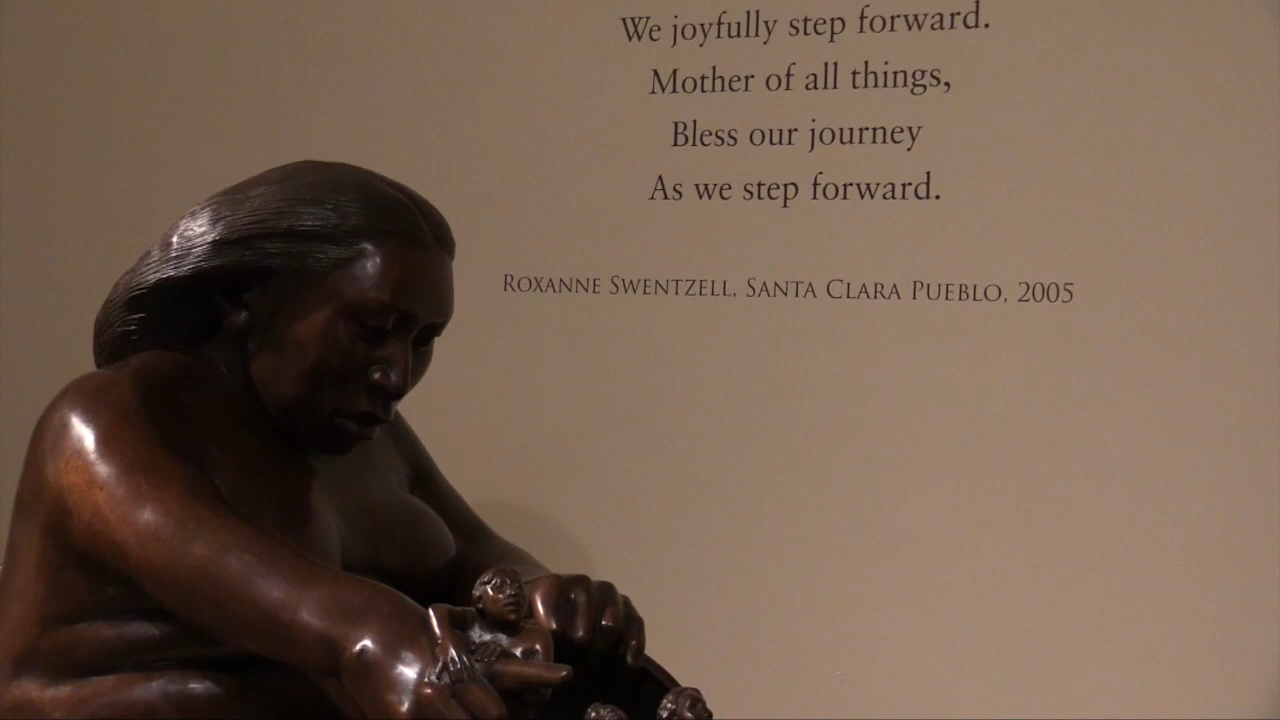 We joyfully step forward.
Mother of all things,
Bless our journey
As we step forward.
ROXANNE SWENTZELL, SANTA CLARA PUEBLO, 2005